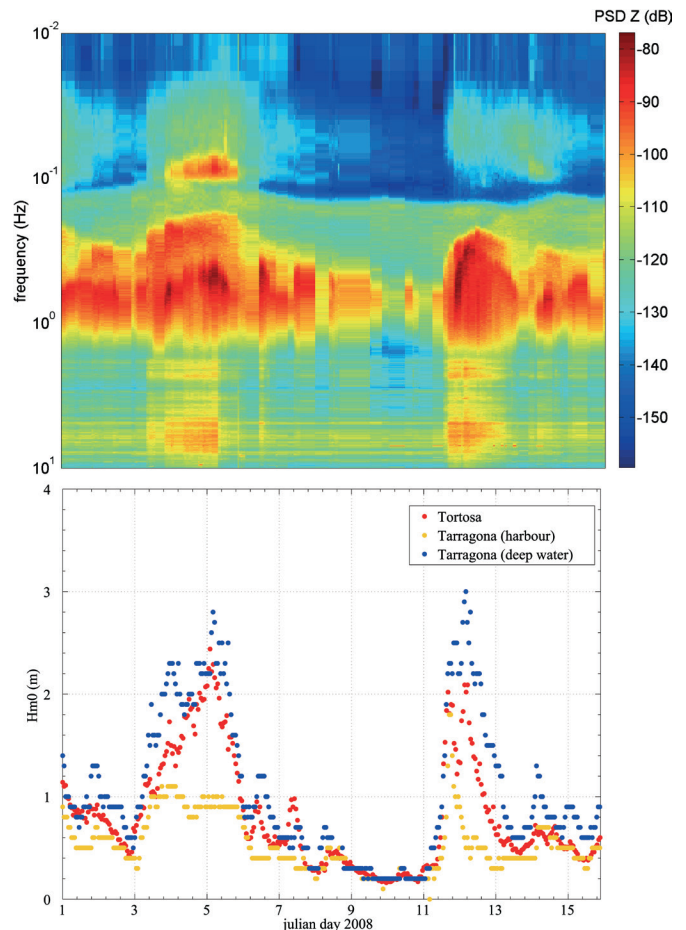 PSD Z (dB)
10-2
10-1
100
101
frequency (Hz)
-80
-90
-100
-110
-120
-130
-140
-150
4
3
2
1
0
Hm0 (m)
Tortosa
Tarragona (harbour)
Tarragona (deep water)
1 3 5 7 9 11 13 15
julian day 2008